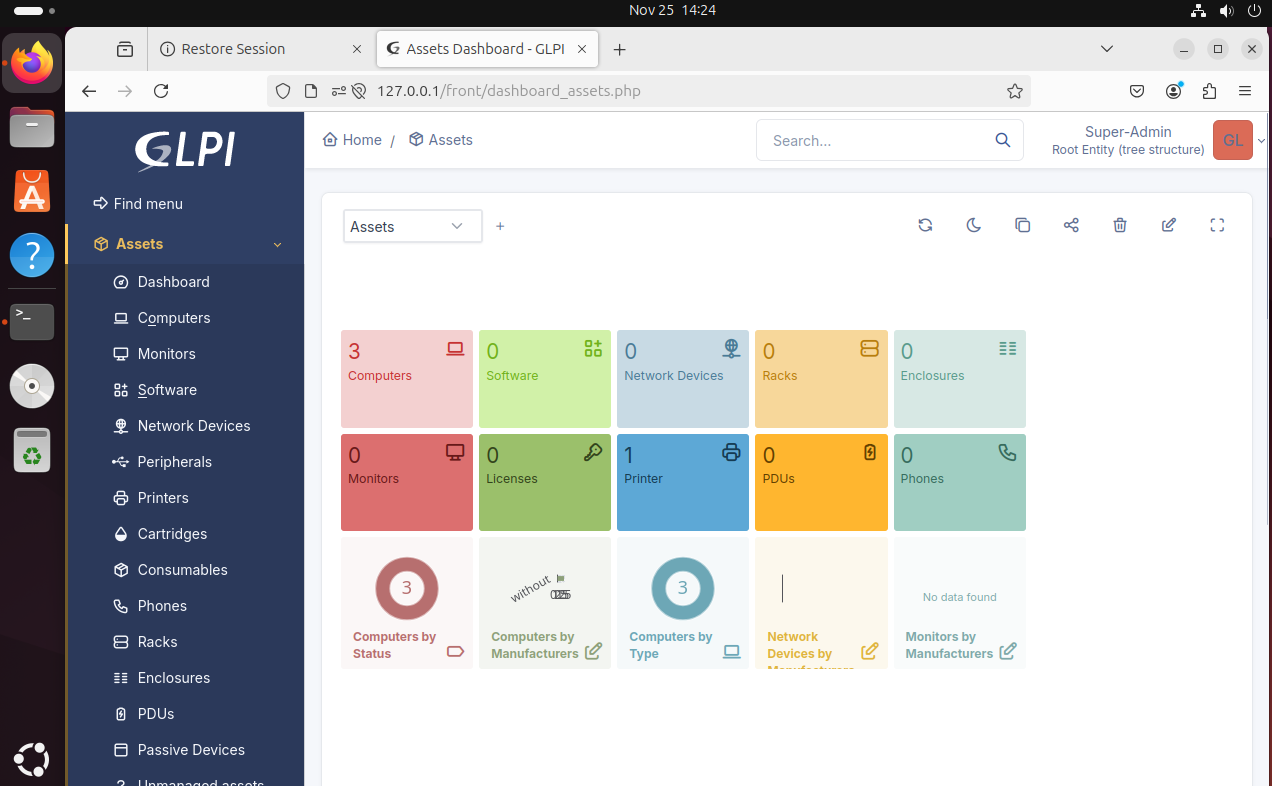 Nov 25 14:24
Restore Session
Assets Dashboard - GLPI
127.0.0.1/front/dashboard_assets.php
GLPI
Find menu
Assets
Dashboard
Computers
Monitors
Software
Network Devices
Peripherals
Printers
Cartridges
Consumables
Phones
Racks
Enclosures
PDUs
Passive Devices
Unmanaged assets
Home / Assets
Search...
Super-Admin
Root Entity (tree structure)
GL
Assets
3
Computers
0
Software
0
Network Devices
0
Racks
0
Enclosures
0
Monitors
0
Licenses
1
Printer
0
PDUs
0
Phones
3
Computers by
Status
without
Computers by
Manufacturers
3
Computers by
Type
Network
Devices by
Manufacturers
No data found
Monitors by
Manufacturers